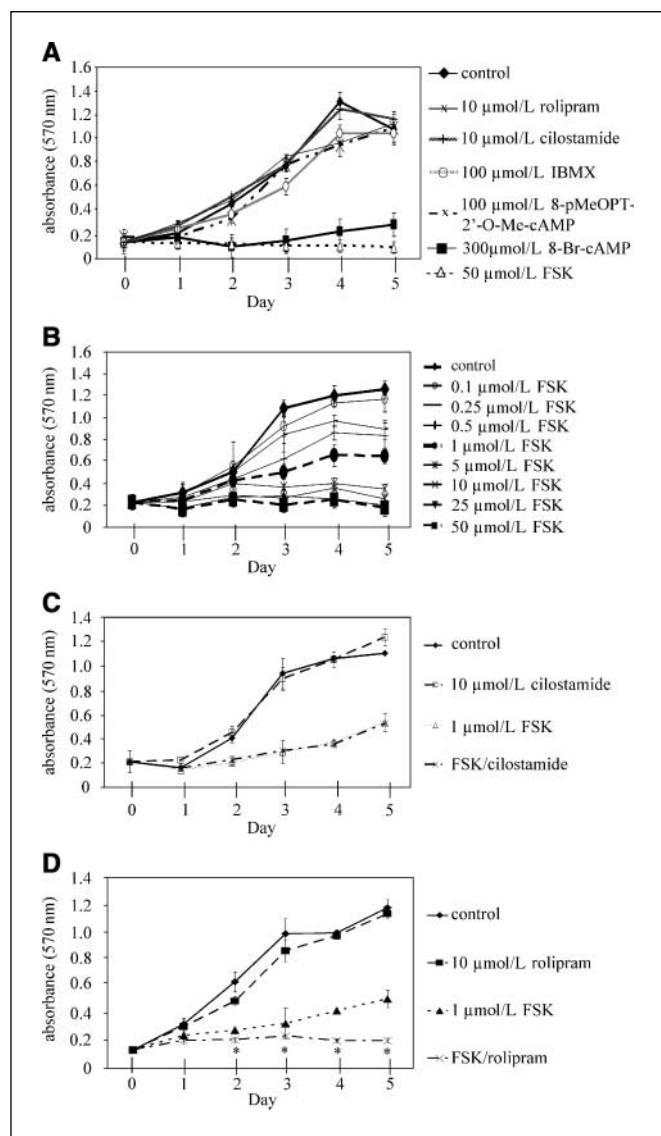 A
absorbance (570 nm)
1.4
1.2
1.0
0.8
0.6
0.4
0.2
0
0 1 2 3 4 5
Day
control
10 µmol/L rolipram
10 µmol/L cilostamide
100 µmol/L IBMX
100 µmol/L 8-pMeOPT-
2'-O-Me-cAMP
300µmol/L 8-Br-cAMP
50 µmol/L FSK
B
absorbance (570 nm)
1.6
1.4
1.2
1.0
0.8
0.6
0.4
0.2
0
0 1 2 3 4 5
Day
control
0.1 µmol/L FSK
0.25 µmol/L FSK
0.5 µmol/L FSK
1 µmol/L FSK
5 µmol/L FSK
10 µmol/L FSK
25 µmol/L FSK
50 µmol/L FSK
C
absorbance (570 nm)
1.4
1.2
1.0
0.8
0.6
0.4
0.2
0
0 1 2 3 4 5
Day
control
10 µmol/L cilostamide
1 µmol/L FSK
FSK/cilostamide
D
absorbance (570 nm)
1.4
1.2
1.0
0.8
0.6
0.4
0.2
0
* * * *
0 1 2 3 4 5
Day
control
10 µmol/L rolipram
1 µmol/L FSK
FSK/rolipram